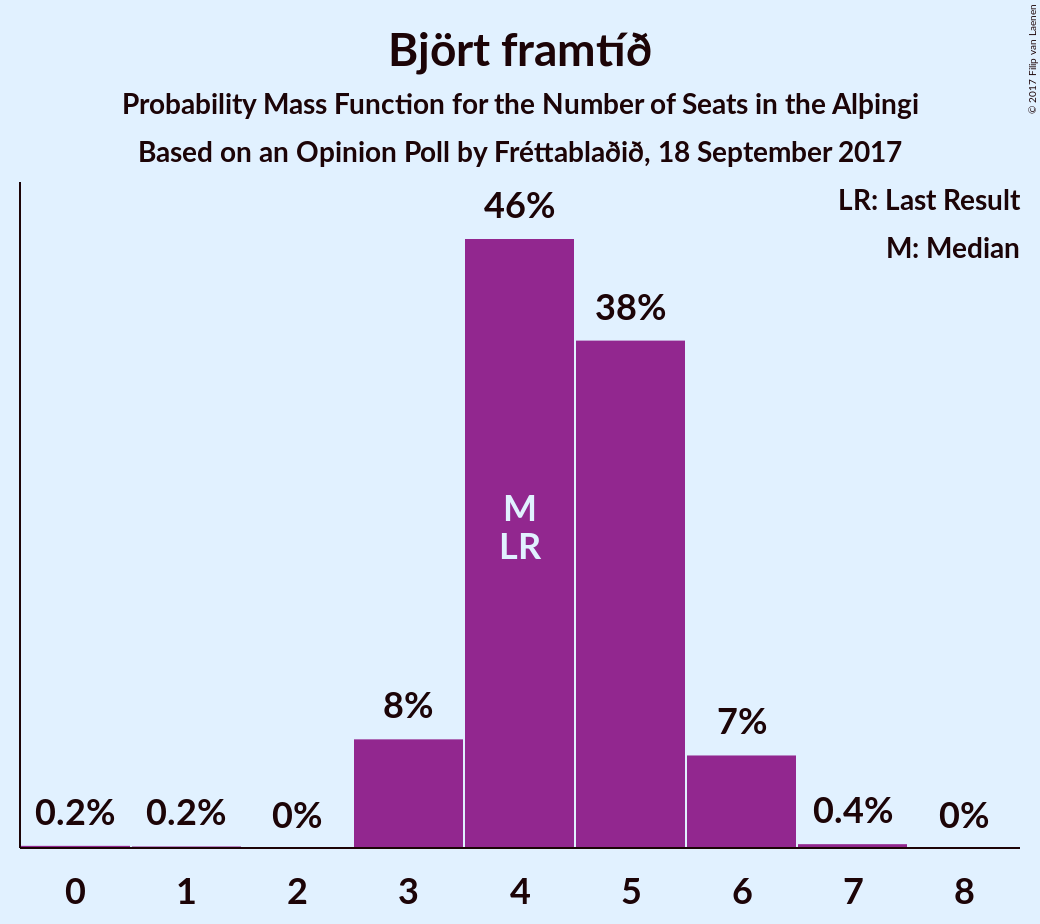 Björt framtíð
Probability Mass Function for the Number of Seats in the Alþingi
Based on an Opinion Poll by Fréttablaðið, 18 September 2017
© 2017 Filip van Laenen
LR: Last Result
M: Median
46%
38%
M
LR
8%
7%
0.2%
0.2%
0%
0.4%
0%
0 1 2 3 4 5 6 7 8